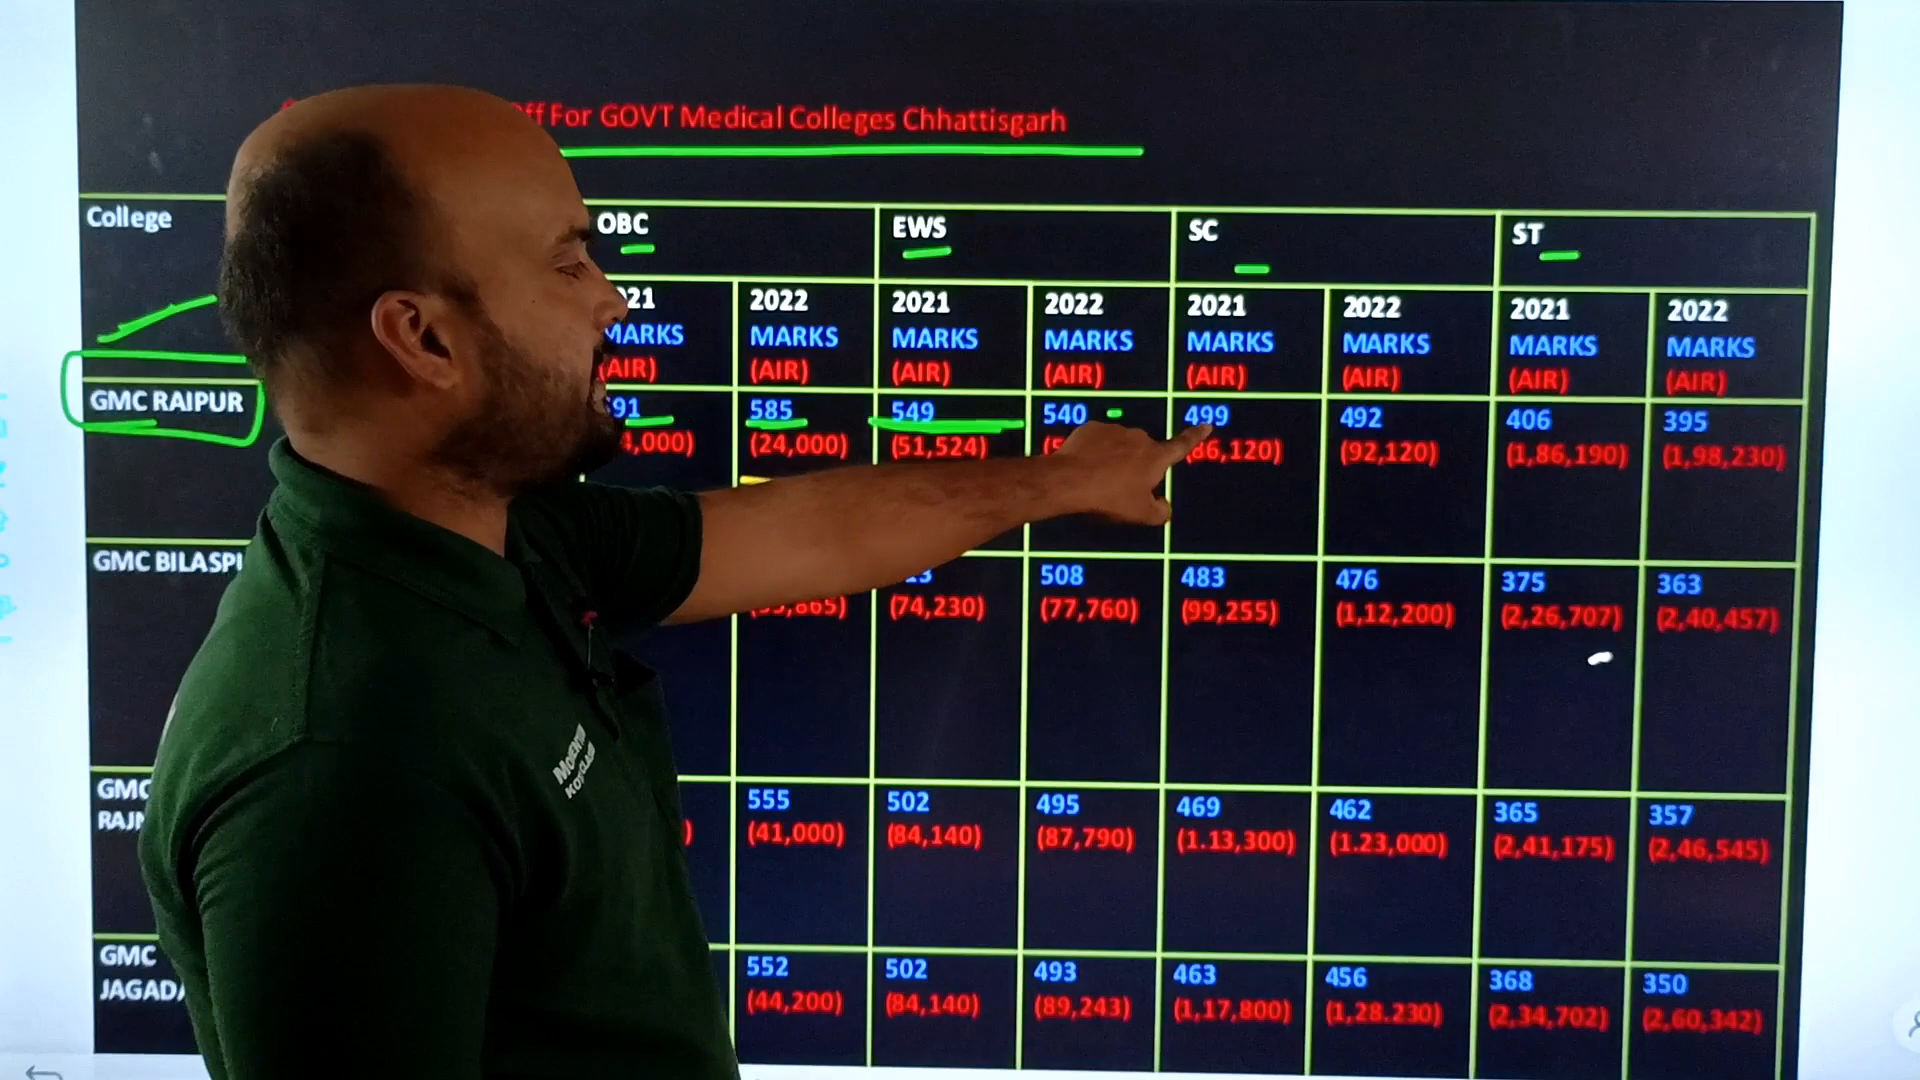 For GOVT Medical Colleges Chhattisgarh
College OBC EWS SC ST
2022 2021 2022 2021 2022 2021 2022
MARKS MARKS MARKS MARKS MARKS MARKS MARKS MARKS
(AIR) (AIR) (AIR) (AIR) (AIR) (AIR) (AIR) (AIR)
GMC RAIPUR 585 549 540 499 492 406 395
(24,000) (51,524) 86,120) (92,120) (1,86,190) (1,98,230)
GMC 508 483 476 375 363
(74,230) (77,760) (99,255) (1,12,200) (2,26,707) (2,40,457)
555 502 495 469 462 365 357
(41,000) (84,140) (87,790) (1.13,300) (1.23,000) (2,41,175) (2,46,545)
GMC 552 502 493 463 456 368 350
(44,200) (84,140) (89,243) (1,17,800) (1,28.230) (2,34,702) (2,60,342)